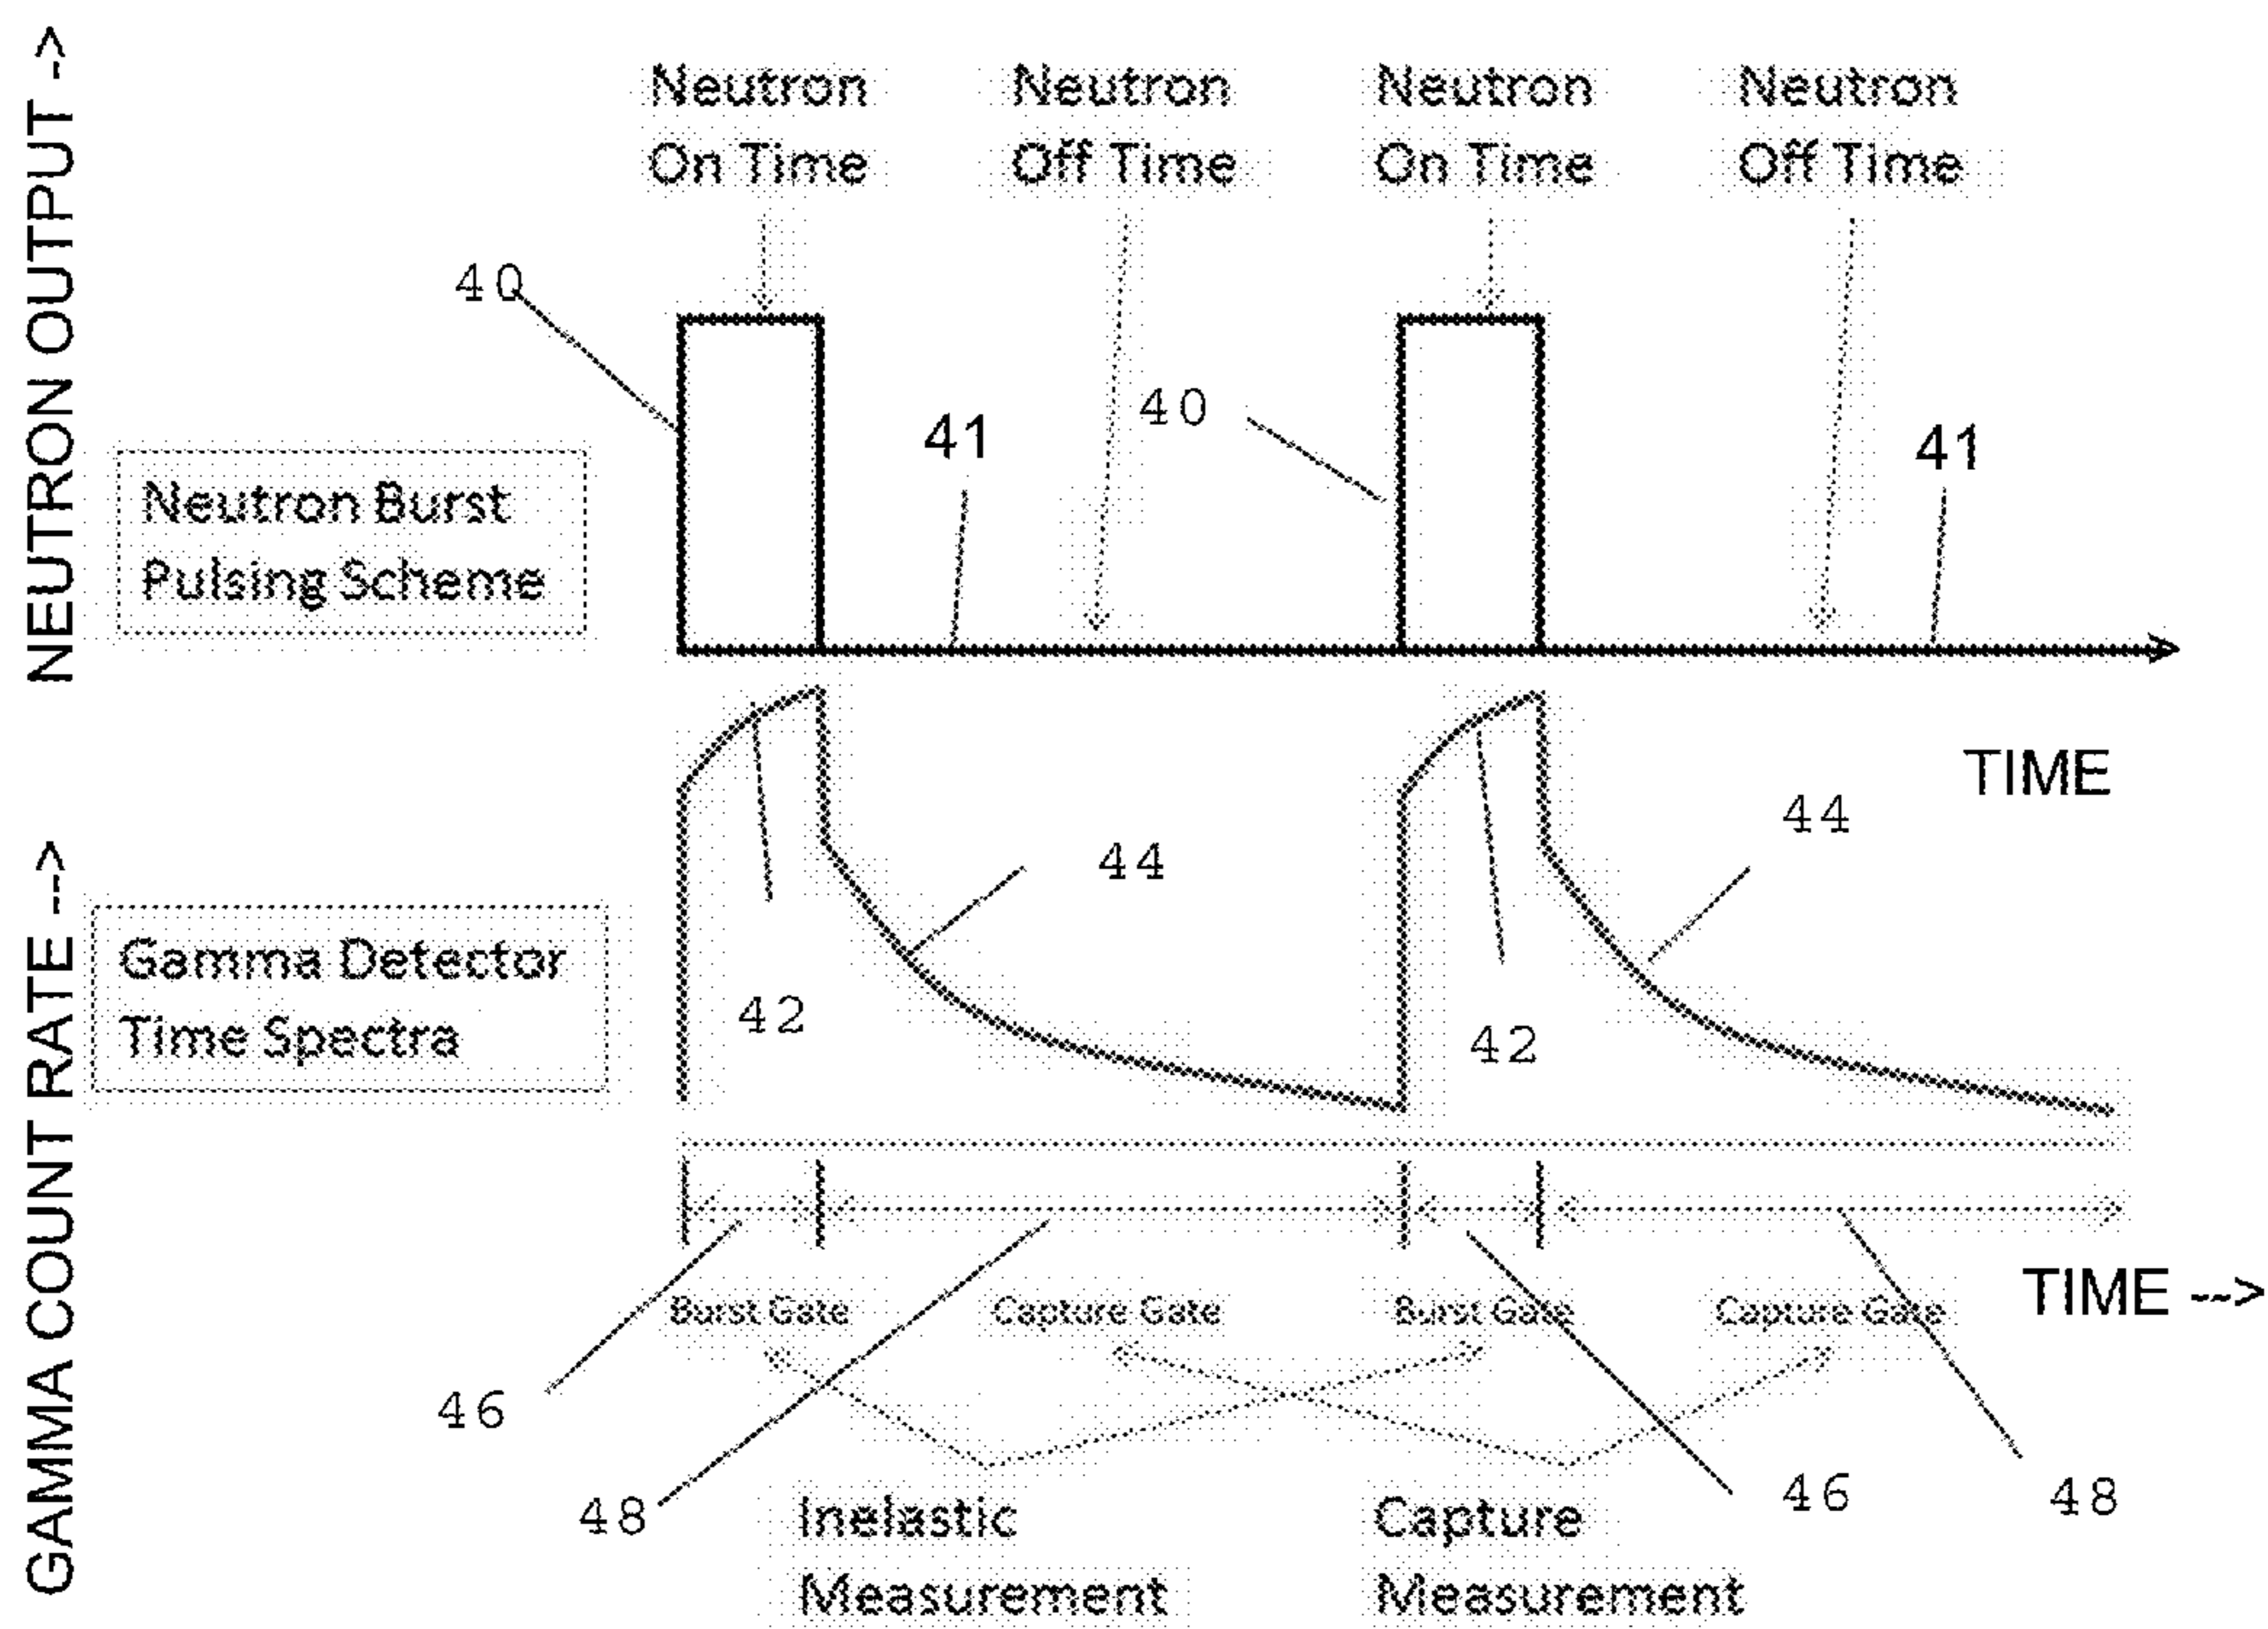 NEUTRON OUTPUT ->
Neutron
On Time
Neutron
Off Time
Neutron
On Time
Neutron
Off Time
40
41
40
41
Neutron Burst
Pulsing Scheme
TIME
GAMMA COUNT RATE -->
Gamma Detector
Time Spectra
42
44
42
44
TIME -->
Burst Gate
Capture Gate
Burst Gate
Capture Gate
46
48
46
48
Inelastic
Measurement
Capture
Measurement